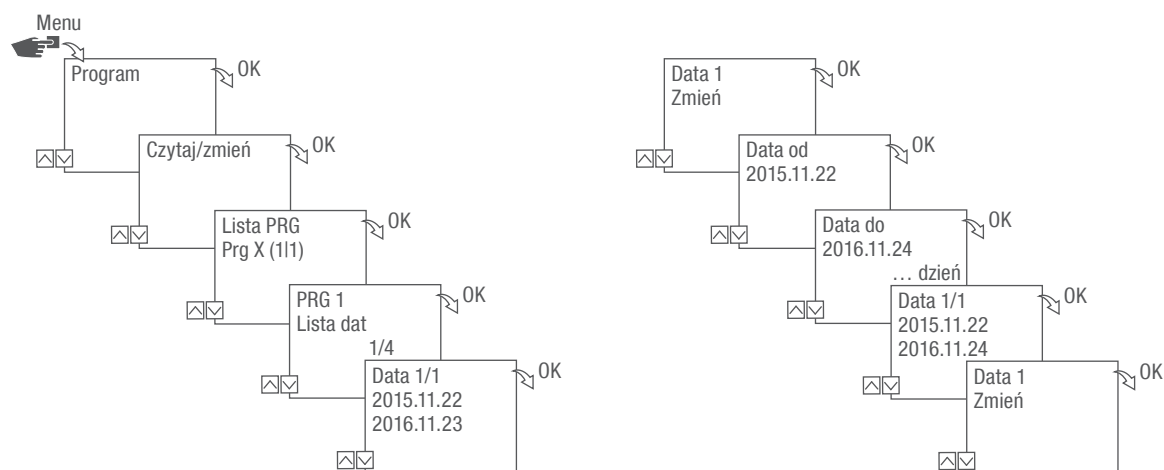 Menu
Program
OK
Czytaj/zmień
OK
Lista PRG
Prg X (1|1)
OK
PRG 1
Lista dat
OK
1/4
Data 1/1
2015.11.22
2016.11.23
OK
Data 1
Zmień
OK
Data od
2015.11.22
OK
Data do
2016.11.24
OK
... dzień
Data 1/1
2015.11.22
2016.11.24
OK
Data 1
Zmień
OK